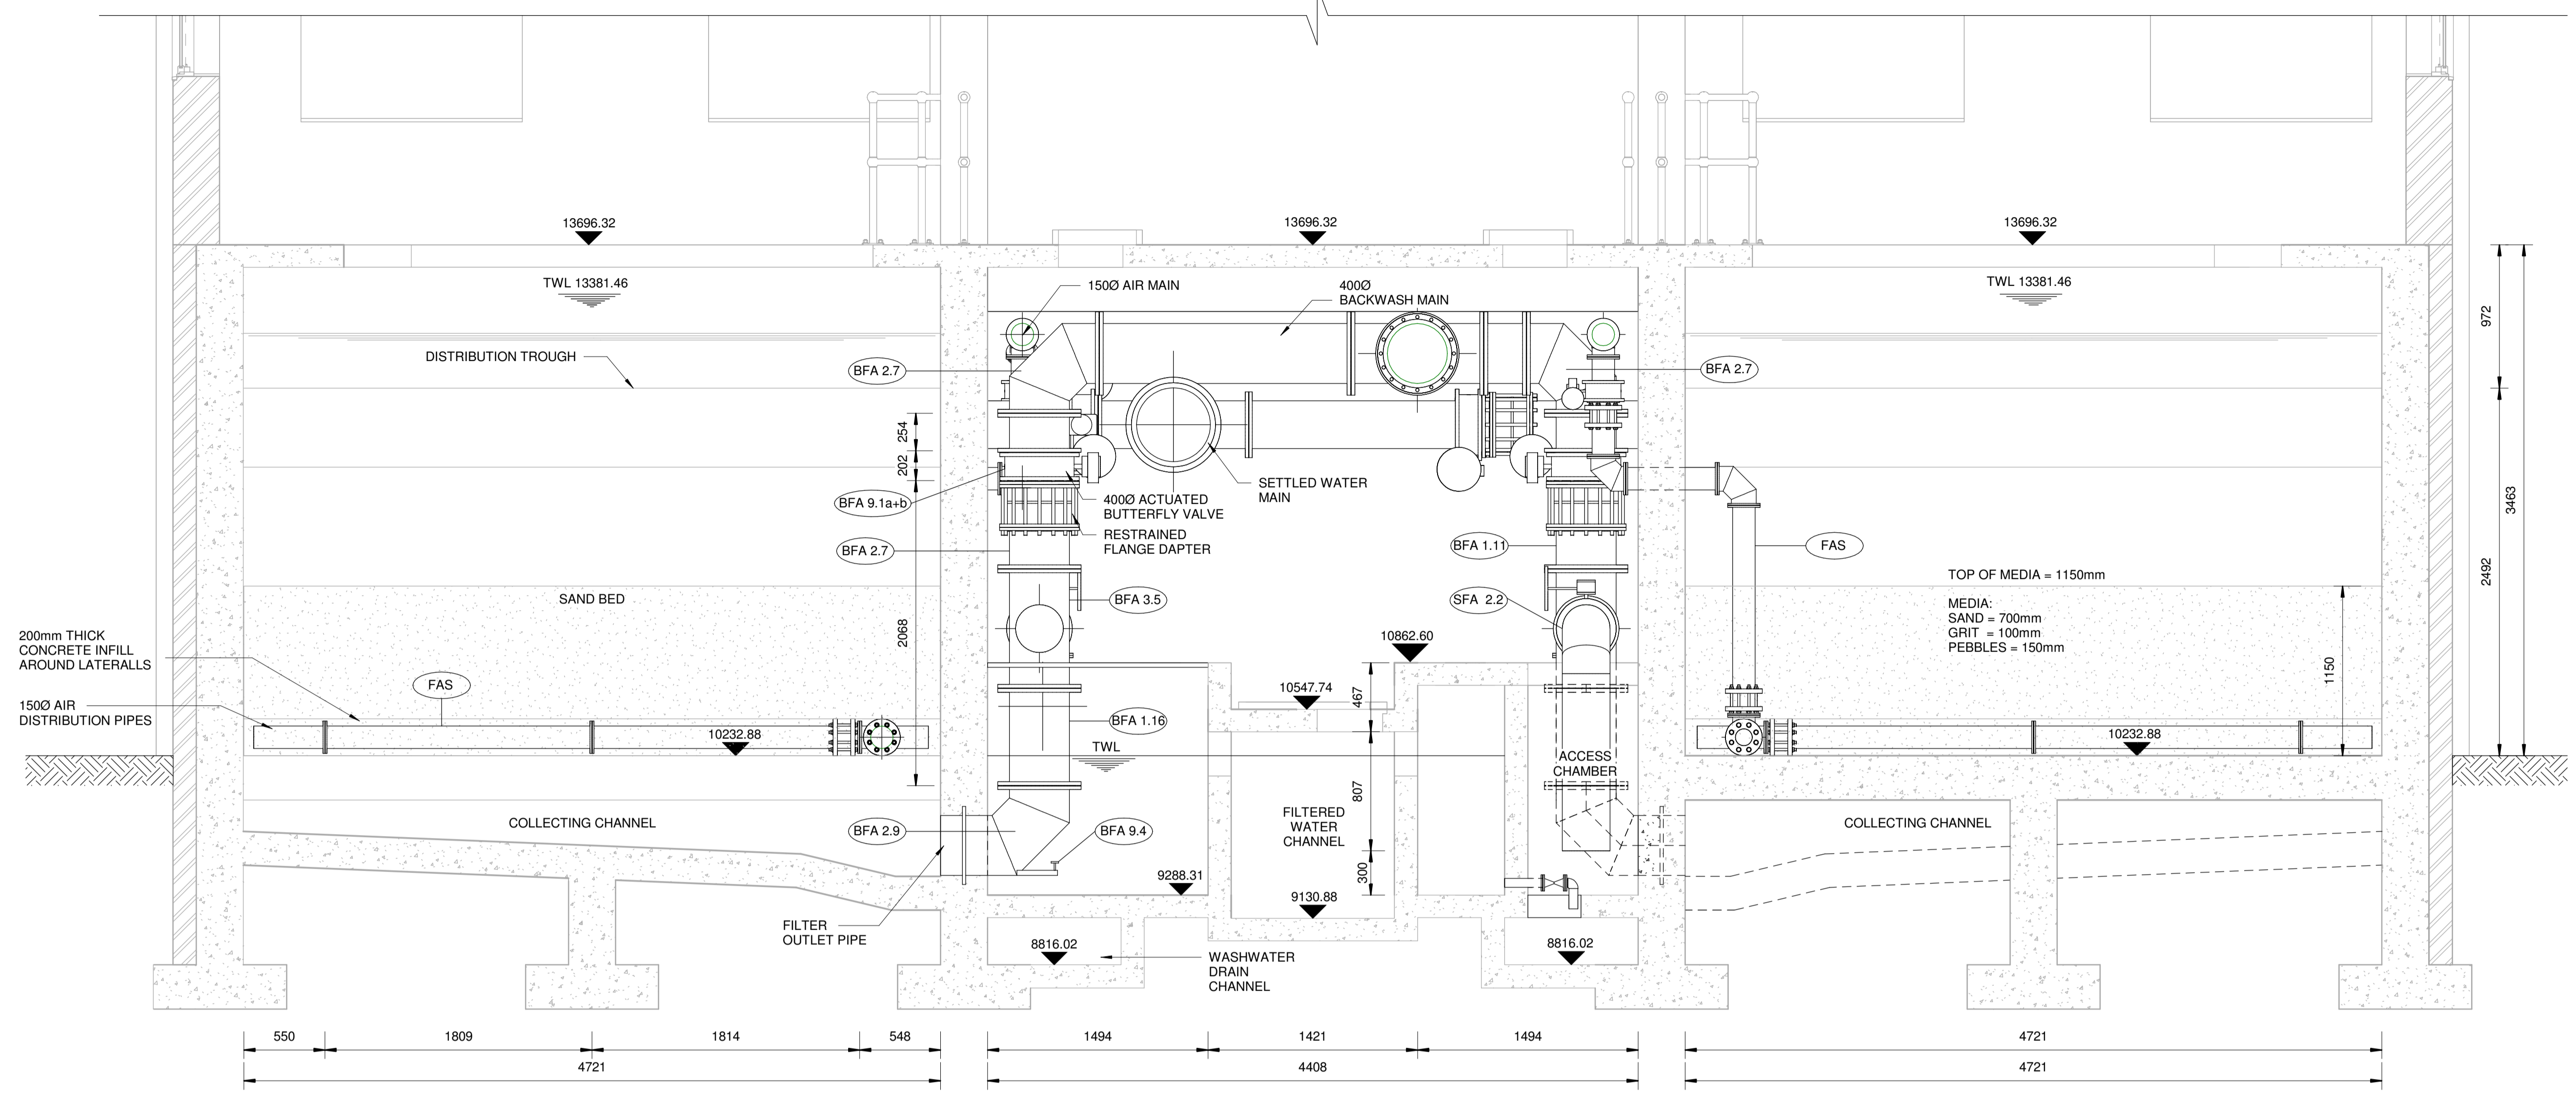 13696.32
13696.32
13696.32
TWL 13381.46
150Ø AIR MAIN
400Ø
BACKWASH MAIN
TWL 13381.46
972
DISTRIBUTION TROUGH
BFA 2.7
BFA 2.7
254
202
SETTLED WATER
MAIN
BFA 9.1a+b
400Ø ACTUATED
BUTTERFLY VALVE
RESTRAINED
FLANGE DAPTER
3463
BFA 2.7
BFA 1.11
FAS
2492
TOP OF MEDIA = 1150mm
SAND BED
BFA 3.5
SFA 2.2
MEDIA:
SAND = 700mm
GRIT = 100mm
PEBBLES = 150mm
200mm THICK
CONCRETE INFILL
AROUND LATERALLS
2068
10862.60
1150
FAS
150Ø AIR
DISTRIBUTION PIPES
10547.74
467
BFA 1.16
10232.88
TWL
ACCESS
CHAMBER
10232.88
807
FILTERED
WATER
CHANNEL
COLLECTING CHANNEL
BFA 2.9
BFA 9.4
COLLECTING CHANNEL
9288.31
300
9130.88
FILTER
OUTLET PIPE
8816.02
8816.02
WASHWATER
DRAIN
CHANNEL
550
1809
1814
548
1494
1421
1494
4721
4721
4408
4721